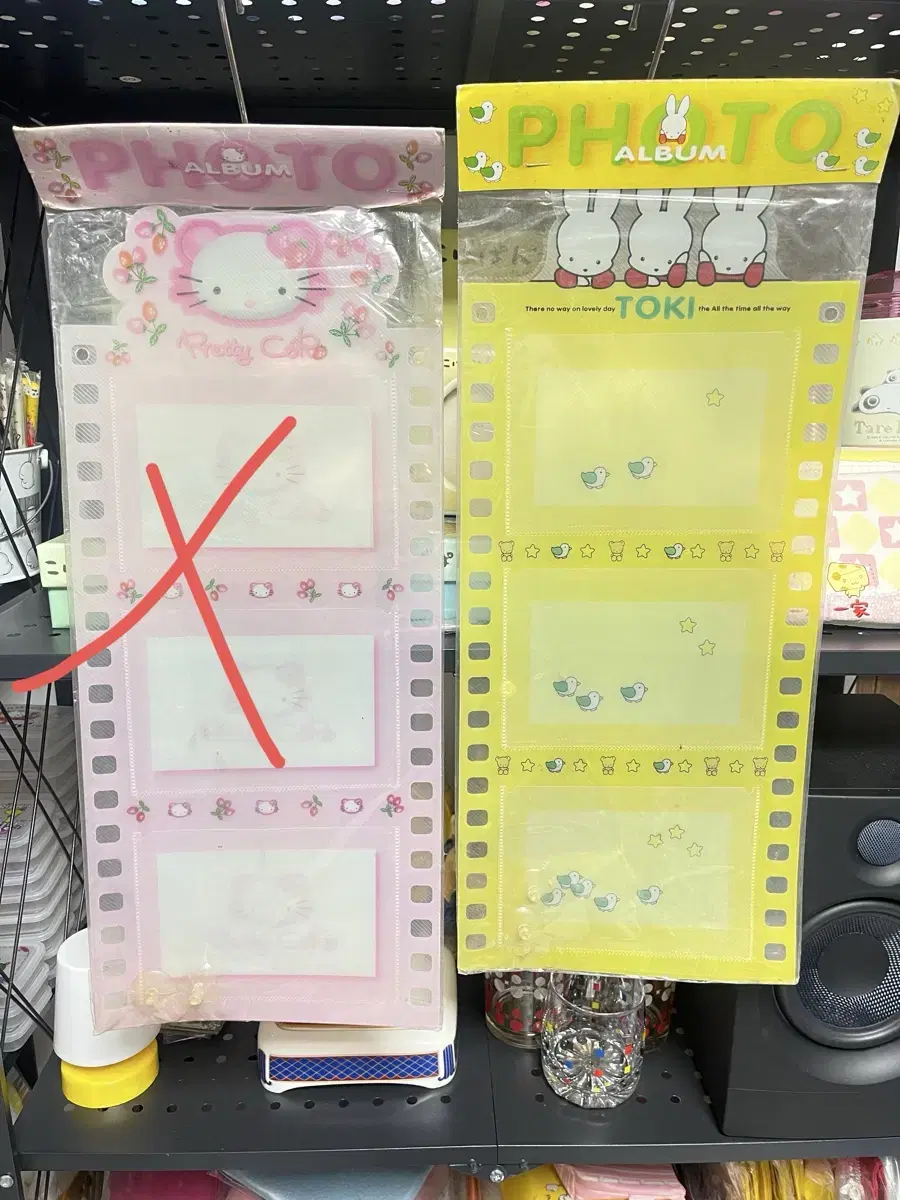 PHOTO
ALBUM
Pretty Cat
PHOTO
ALBUM
There no way on lovely day TOKI the All the time all the way
Tare
一家